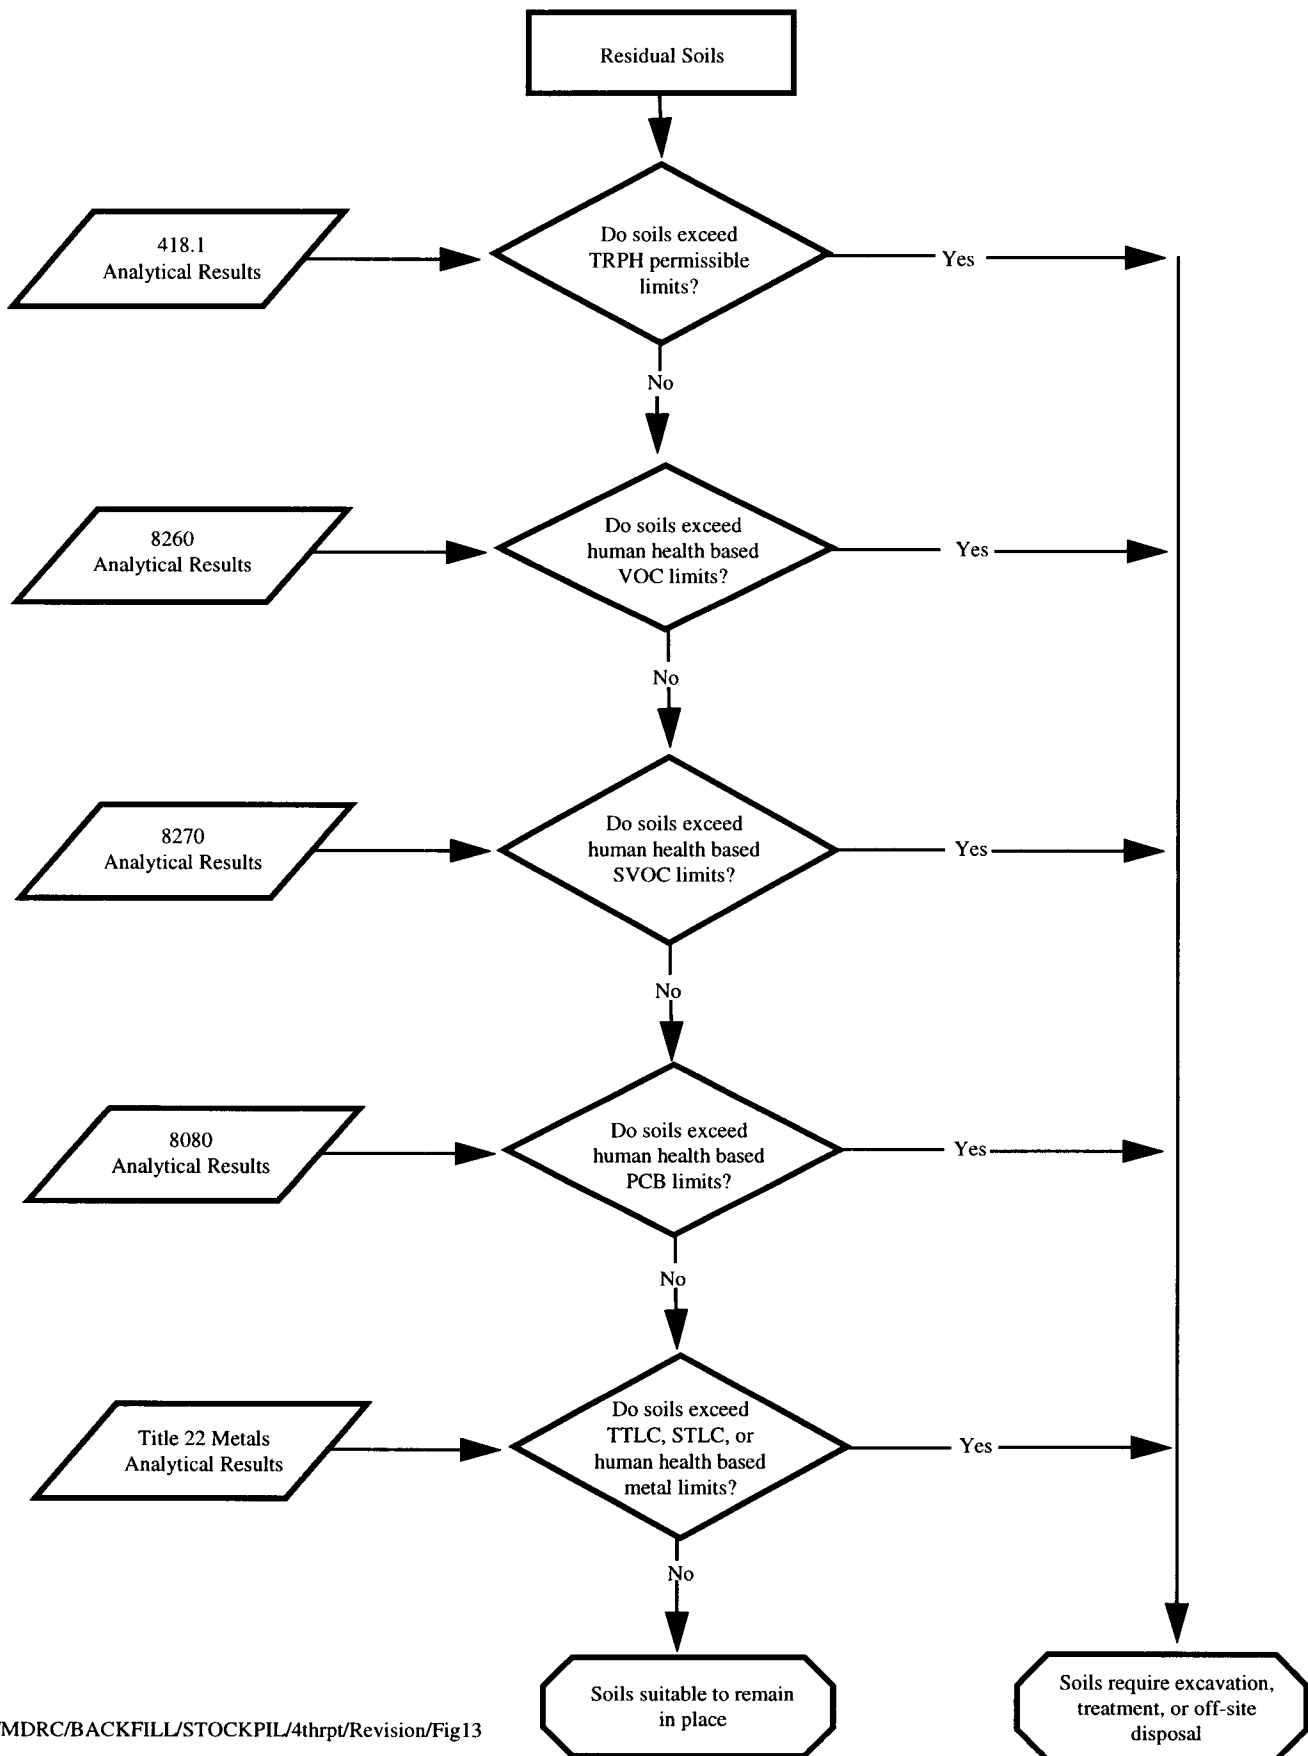 Residual Soils
418.1
Analytical Results
Do soils exceed
TRPH permissible
limits?
Yes
No
8260
Analytical Results
Do soils exceed
human health based
VOC limits?
Yes
No
8270
Analytical Results
Do soils exceed
human health based
SVOC limits?
Yes
No
8080
Analytical Results
Do soils exceed
human health based
PCB limits?
Yes
No
Title 22 Metals
Analytical Results
Do soils exceed
TTLC, STLC, or
human health based
metal limits?
Yes
No
Soils suitable to remain
in place
Soils require excavation,
treatment, or off-site
disposal
MDRC/BACKFILL/STOCKPIL/4thrpt/Revision/Fig13